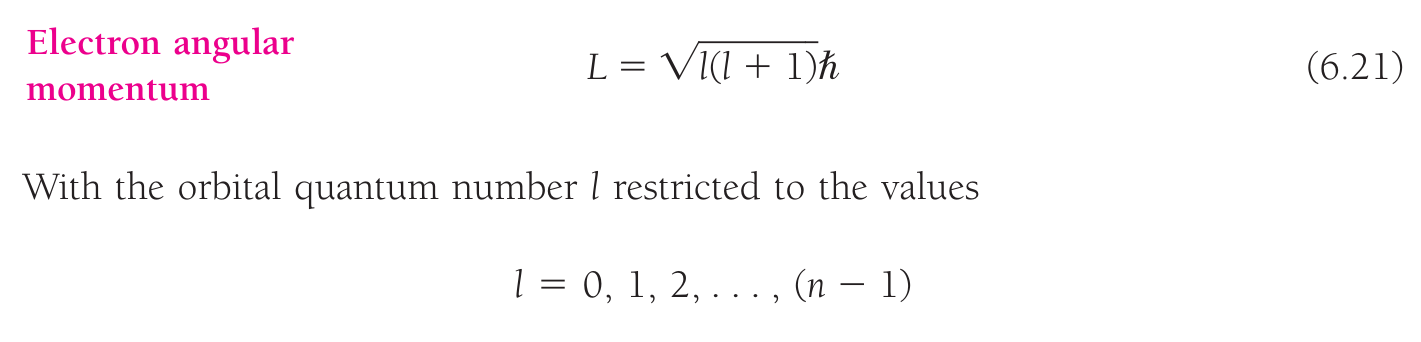 Electron angular
momentum
L = √l(l + 1)ℏ (6.21)
With the orbital quantum number l restricted to the values
l = 0, 1, 2, . . . , (n − 1)